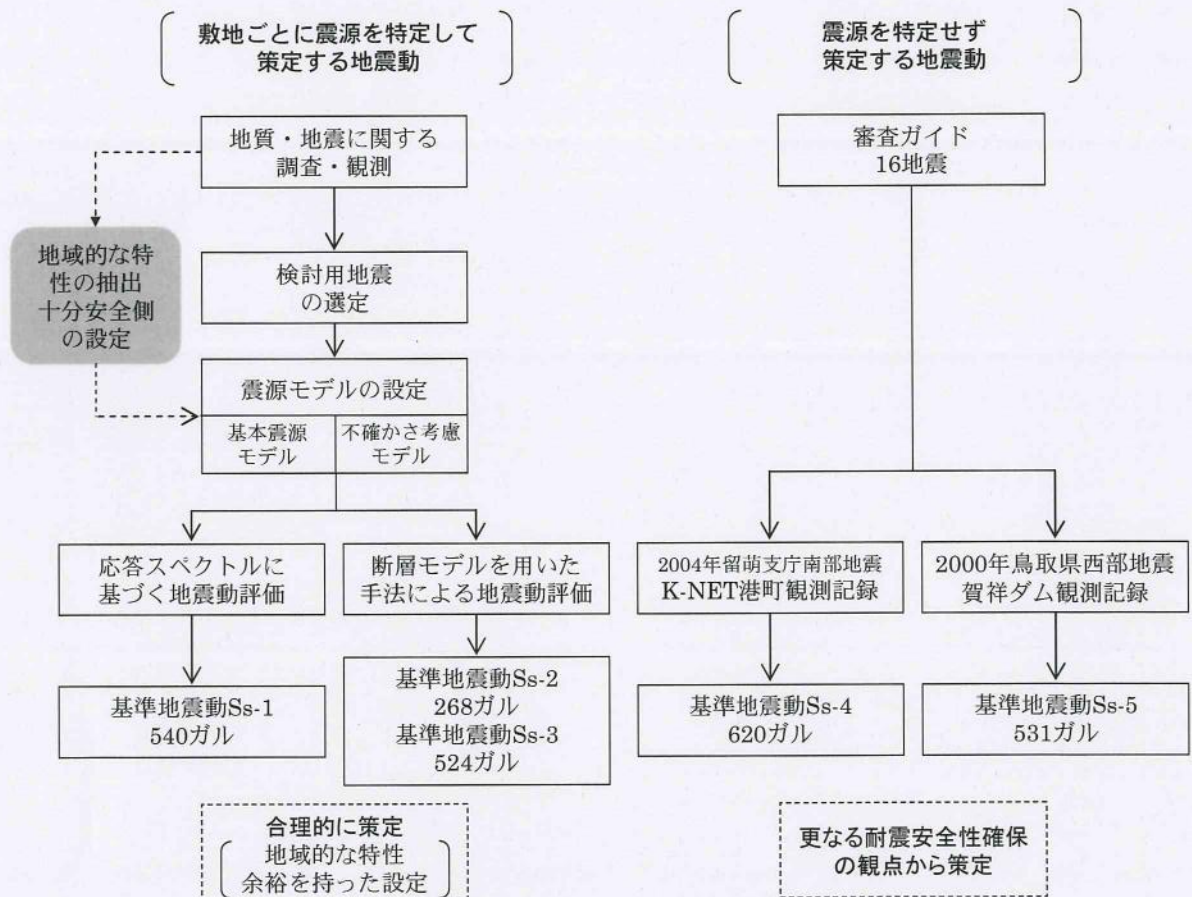 敷地ごとに震源を特定して
策定する地震動
地質・地震に関する
調査・観測
地域的な特
性の抽出
十分安全側
の設定
検討用地震
の選定
震源モデルの設定
基本震源
モデル
不確かさ考慮
モデル
応答スペクトルに
基づく地震動評価
断層モデルを用いた
手法による地震動評価
基準地震動Ss-1
540ガル
基準地震動Ss-2
268ガル
基準地震動Ss-3
524ガル
合理的に策定
地域的な特性
余裕を持った設定
震源を特定せず
策定する地震動
審査ガイド
16地震
2004年留萌支庁南部地震
K-NET港町観測記録
2000年鳥取県西部地震
賀祥ダム観測記録
基準地震動Ss-4
620ガル
基準地震動Ss-5
531ガル
更なる耐震安全性確保
の観点から策定